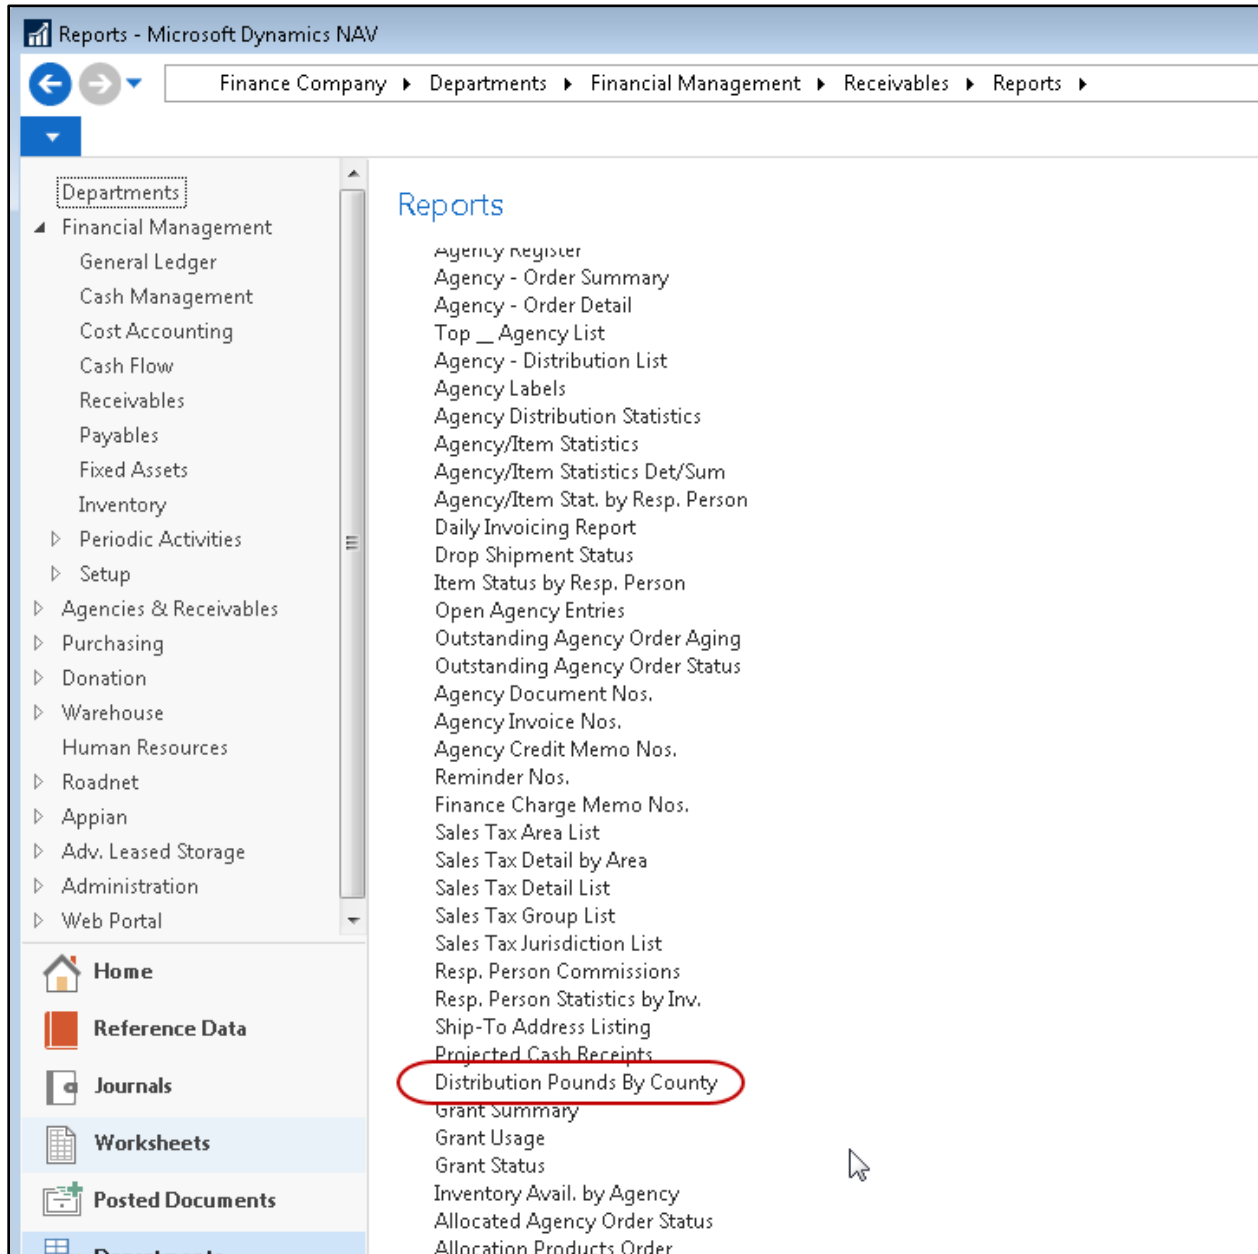 Reports - Microsoft Dynamics NAV
Finance Company Departments Financial Management Receivables Reports
Departments
Financial Management
General Ledger
Cash Management
Cost Accounting
Cash Flow
Receivables
Payables
Fixed Assets
Inventory
Periodic Activities
Setup
Agencies & Receivables
Purchasing
Donation
Warehouse
Human Resources
Roadnet
Appian
Adv. Leased Storage
Administration
Web Portal
Home
Reference Data
Journals
Worksheets
Posted Documents
Departments
Reports
Agency Register
Agency - Order Summary
Agency - Order Detail
Top __ Agency List
Agency - Distribution List
Agency Labels
Agency Distribution Statistics
Agency/Item Statistics
Agency/Item Statistics Det/Sum
Agency/Item Stat. by Resp. Person
Daily Invoicing Report
Drop Shipment Status
Item Status by Resp. Person
Open Agency Entries
Outstanding Agency Order Aging
Outstanding Agency Order Status
Agency Document Nos.
Agency Invoice Nos.
Agency Credit Memo Nos.
Reminder Nos.
Finance Charge Memo Nos.
Sales Tax Area List
Sales Tax Detail by Area
Sales Tax Detail List
Sales Tax Group List
Sales Tax Jurisdiction List
Resp. Person Commissions
Resp. Person Statistics by Inv.
Ship-To Address Listing
Projected Cash Receipts
Distribution Pounds By County
Grant Summary
Grant Usage
Grant Status
Inventory Avail. by Agency
Allocated Agency Order Status
Allocation Products Order